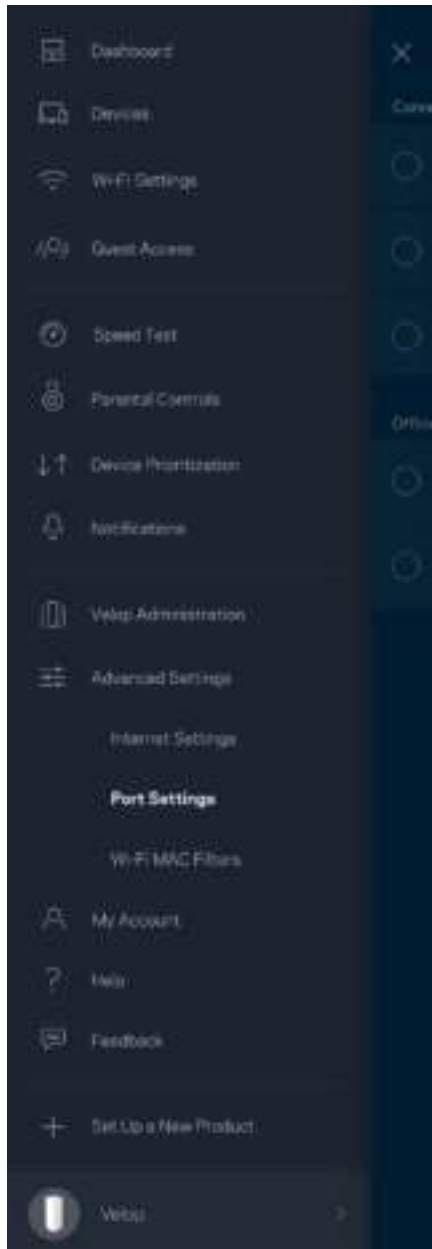 Dashboard
Devices
Wi-Fi Settings
Guest Access
Speed Test
Parental Controls
Device Prioritization
Notifications
Velop Administration
Advanced Settings
Internet Settings
Port Settings
Wi-Fi MAC Filters
My Account
Help
Feedback
Set Up a New Product
Velop